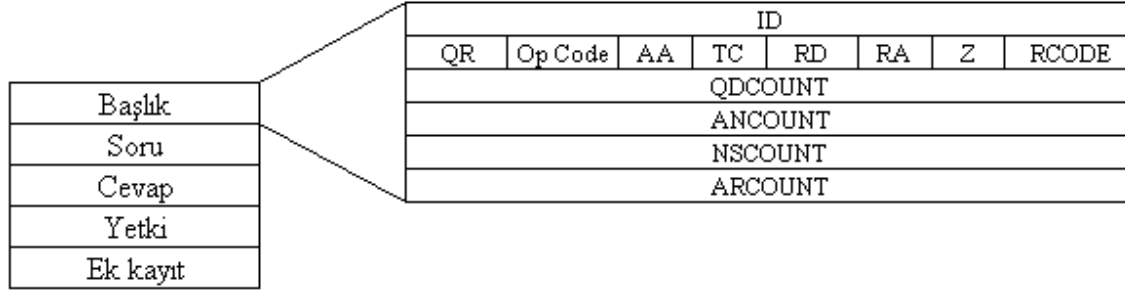 Başlık
Soru
Cevap
Yetki
Ek kayıt
ID
QR Op Code AA TC RD RA Z RCODE
QDCOUNT
ANCOUNT
NSCOUNT
ARCOUNT